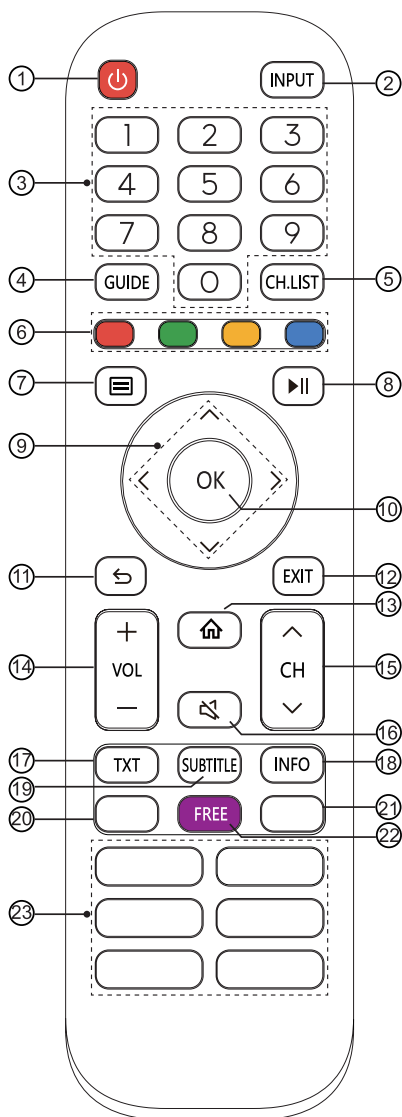 1 INPUT 2
1 2 3
3 4 5 6
7 8 9
4 GUIDE 0 CH.LIST 5
6
7 8
9
OK
10
11 EXIT 12
13
+
14 VOL CH 15
—
16
17 TXT SUBTITLE INFO 18
19
20 FREE 21
22
23